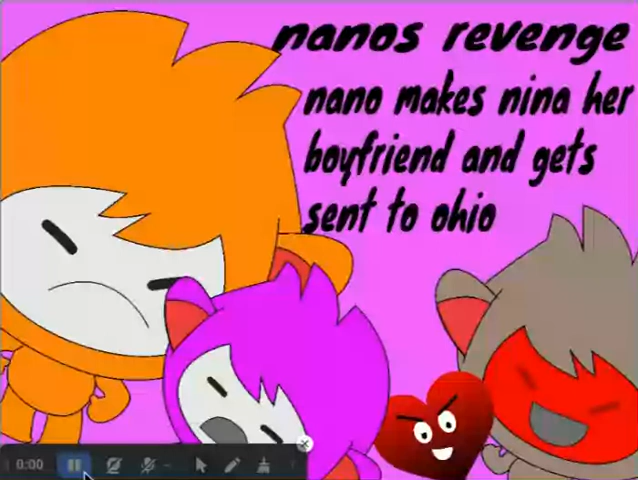 nanos revenge
nano makes nina her
boyfriend and gets
sent to ohio
0:00